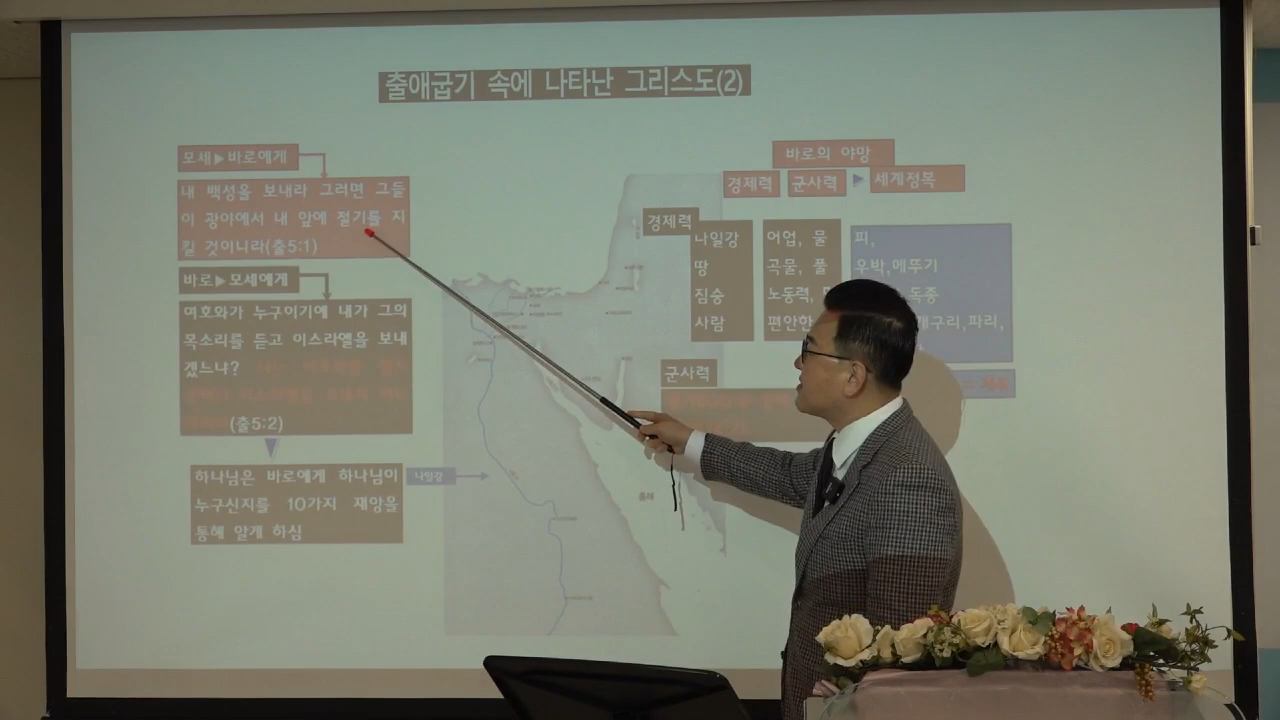 출애굽기 속에 나타난 그리스도(2)
모세▶바로에게
내 백성을 보내라 그러면 그들
이 광야에서 내 앞에 절기를 지
킬 것이니라(출5:1)
바로▶모세에게
여호와가 누구이기에 내가 그의
목소리를 듣고 이스라엘을 보내
겠느냐?
(출5:2)
하나님은 바로에게 하나님이
누구신지를 10가지 재앙을
통해 알게 하심
나일강
홍해
바로의 야망
경제력 군사력 ▶ 세계정복
경제력
나일강 어업, 물 피,
땅 곡물, 풀 우박,메뚜기
짐승 노동력, 독종
사람 편안한 개구리,파리,
군사력